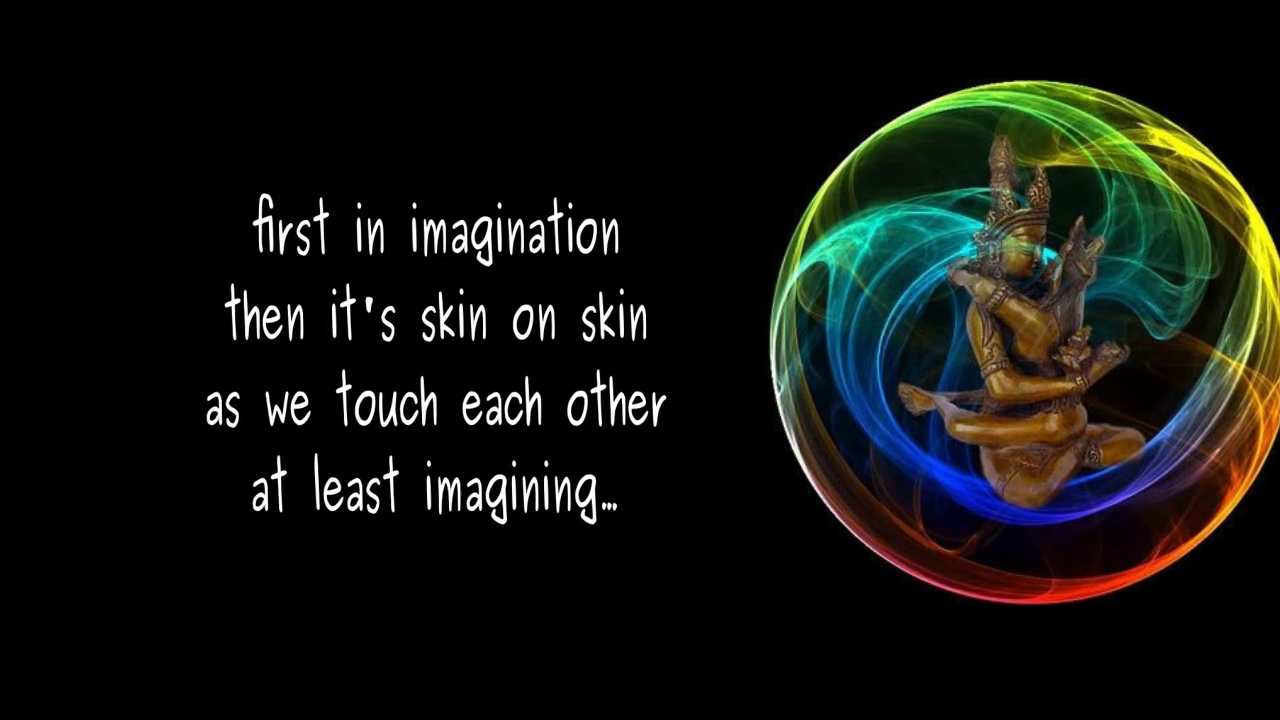 first in imagination
then it's skin on skin
as we touch each other
at least imagining...